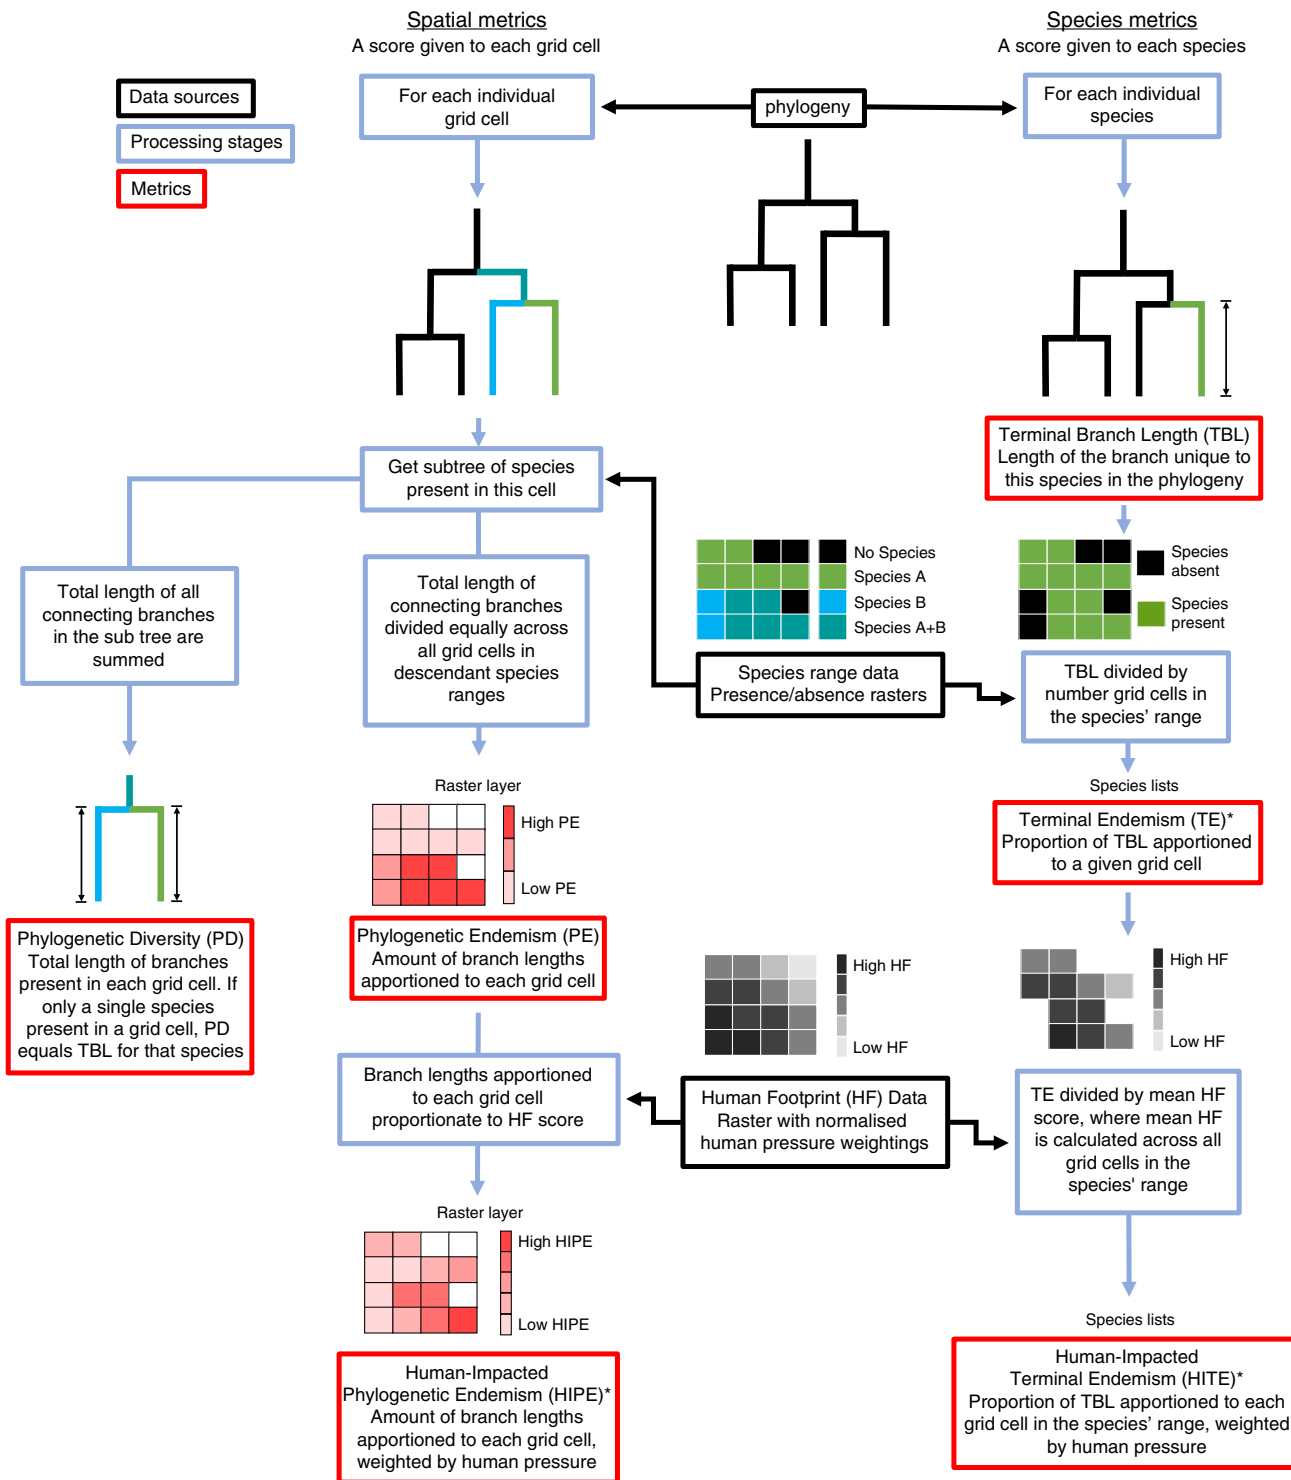 Spatial metrics
A score given to each grid cell
Species metrics
A score given to each species
Data sources
Processing stages
Metrics
For each individual
grid cell
phylogeny
For each individual
species
Terminal Branch Length (TBL)
Length of the branch unique to
this species in the phylogeny
Get subtree of species
present in this cell
No Species
Species A
Species B
Species A+B
Species
absent
Species
present
Total length of all
connecting branches
in the sub tree are
summed
Total length of
connecting branches
divided equally across
all grid cells in
descendant species
ranges
Species range data
Presence/absence rasters
TBL divided by
number grid cells in
the species' range
Raster layer
High PE
Low PE
Species lists
Terminal Endemism (TE)*
Proportion of TBL apportioned
to a given grid cell
Phylogenetic Diversity (PD)
Total length of branches
present in each grid cell. If
only a single species
present in a grid cell, PD
equals TBL for that species
Phylogenetic Endemism (PE)
Amount of branch lengths
apportioned to each grid cell
High HF
Low HF
High HF
Low HF
Branch lengths apportioned
to each grid cell
proportionate to HF score
Human Footprint (HF) Data
Raster with normalised
human pressure weightings
TE divided by mean HF
score, where mean HF
is calculated across all
grid cells in the
species' range
Raster layer
High HIPE
Low HIPE
Species lists
Human-Impacted
Phylogenetic Endemism (HIPE)*
Amount of branch lengths
apportioned to each grid cell,
weighted by human pressure
Human-Impacted
Terminal Endemism (HITE)*
Proportion of TBL apportioned to each
grid cell in the species' range, weighted
by human pressure